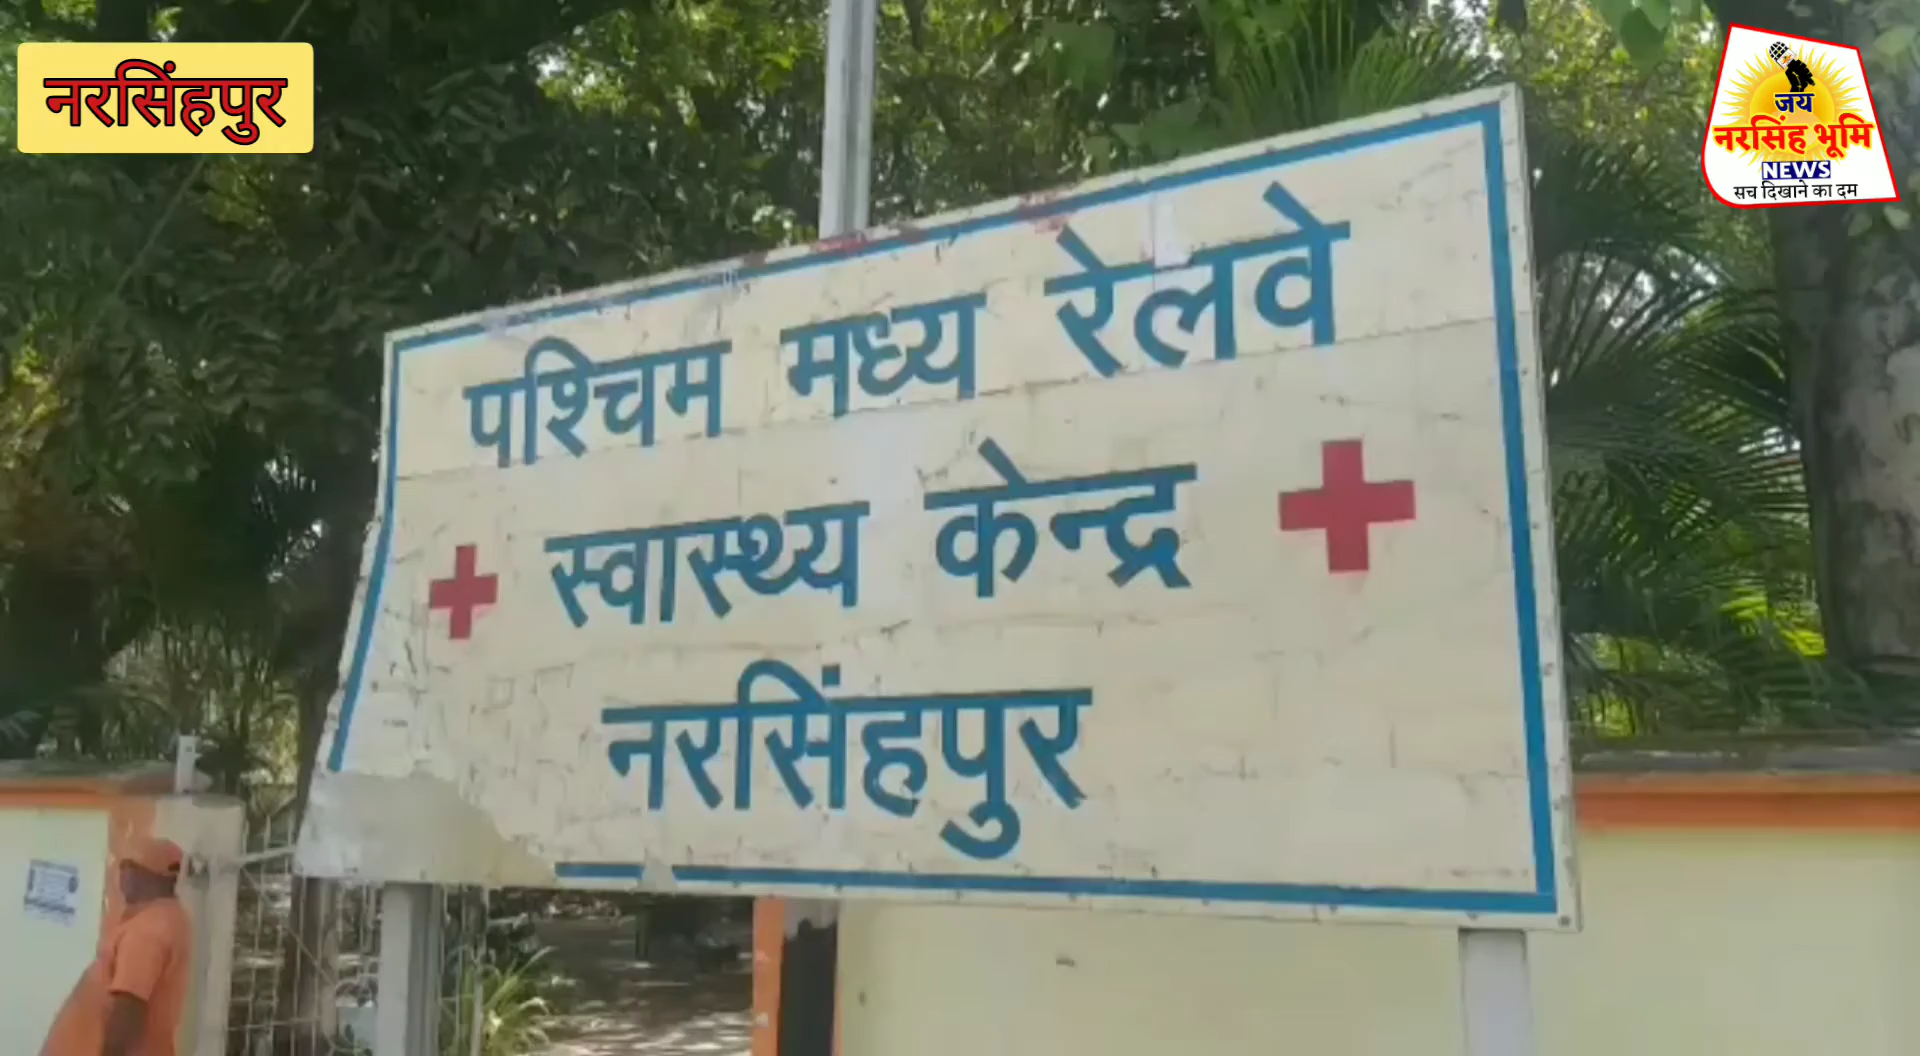 नरसिंहपुर
जय
नरसिंह भूमि
NEWS
सच दिखाने का दम
पश्चिम मध्य रेलवे
स्वास्थ्य केन्द्र
नरसिंहपुर